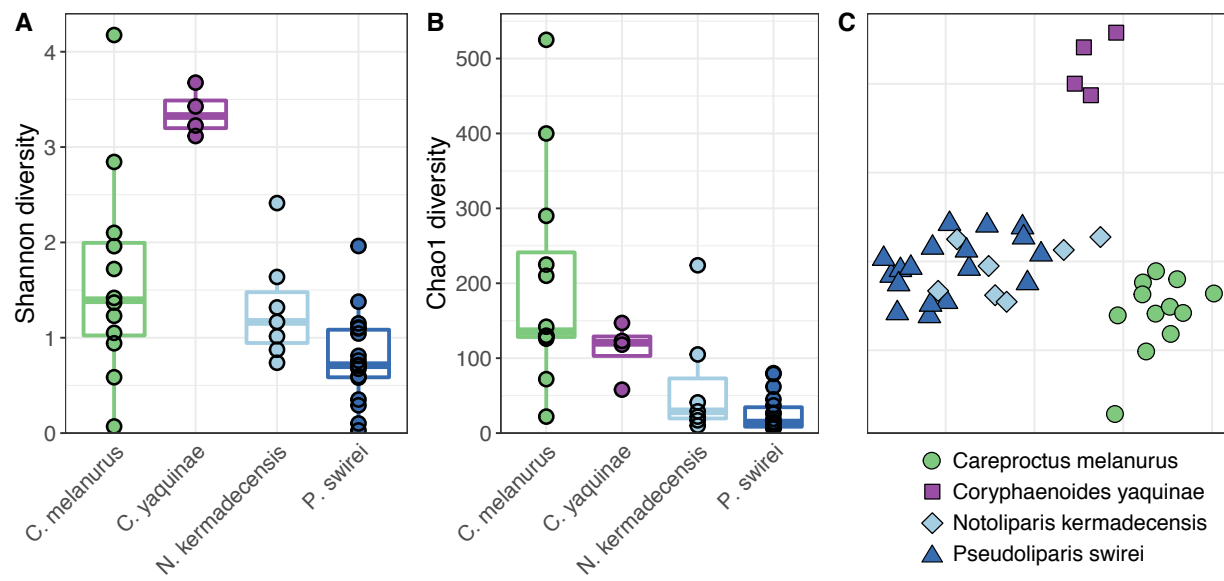 A
Shannon diversity
4
3
2
1
0
C. melanurus
C. yaquinae
N. kermadecensis
P. swirei
B
Chao1 diversity
500
400
300
200
100
0
C. melanurus
C. yaquinae
N. kermadecensis
P. swirei
C
Careproctus melanurus
Coryphaenoides yaquinae
Notoliparis kermadecensis
Pseudoliparis swirei